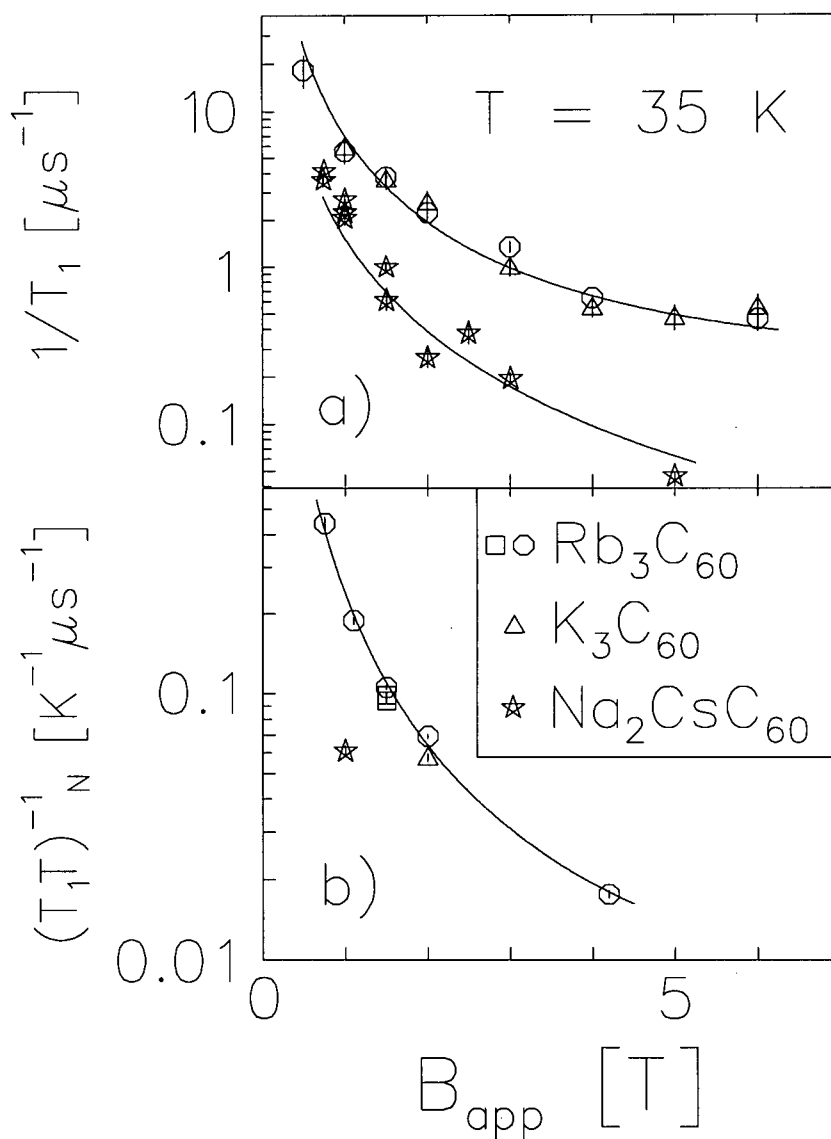 10
T = 35 K
1/T₁ [μs⁻¹]
1
0.1
a)
Rb₃C₆₀
K₃C₆₀
Na₂CsC₆₀
(T₁T)⁻¹N [K⁻¹μs⁻¹]
0.1
b)
0.01
0
5
Bapp [T]